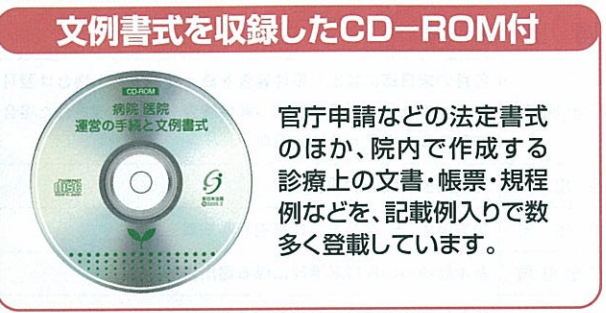 文例書式を収録したCD－ROM付
CD-ROM
病院 医院
運営の手続と文例書式
COMPACT
disc
官庁申請などの法定書式
のほか、院内で作成する
診療上の文書・帳票・規程
例などを、記載例入りで数
多く登載しています。